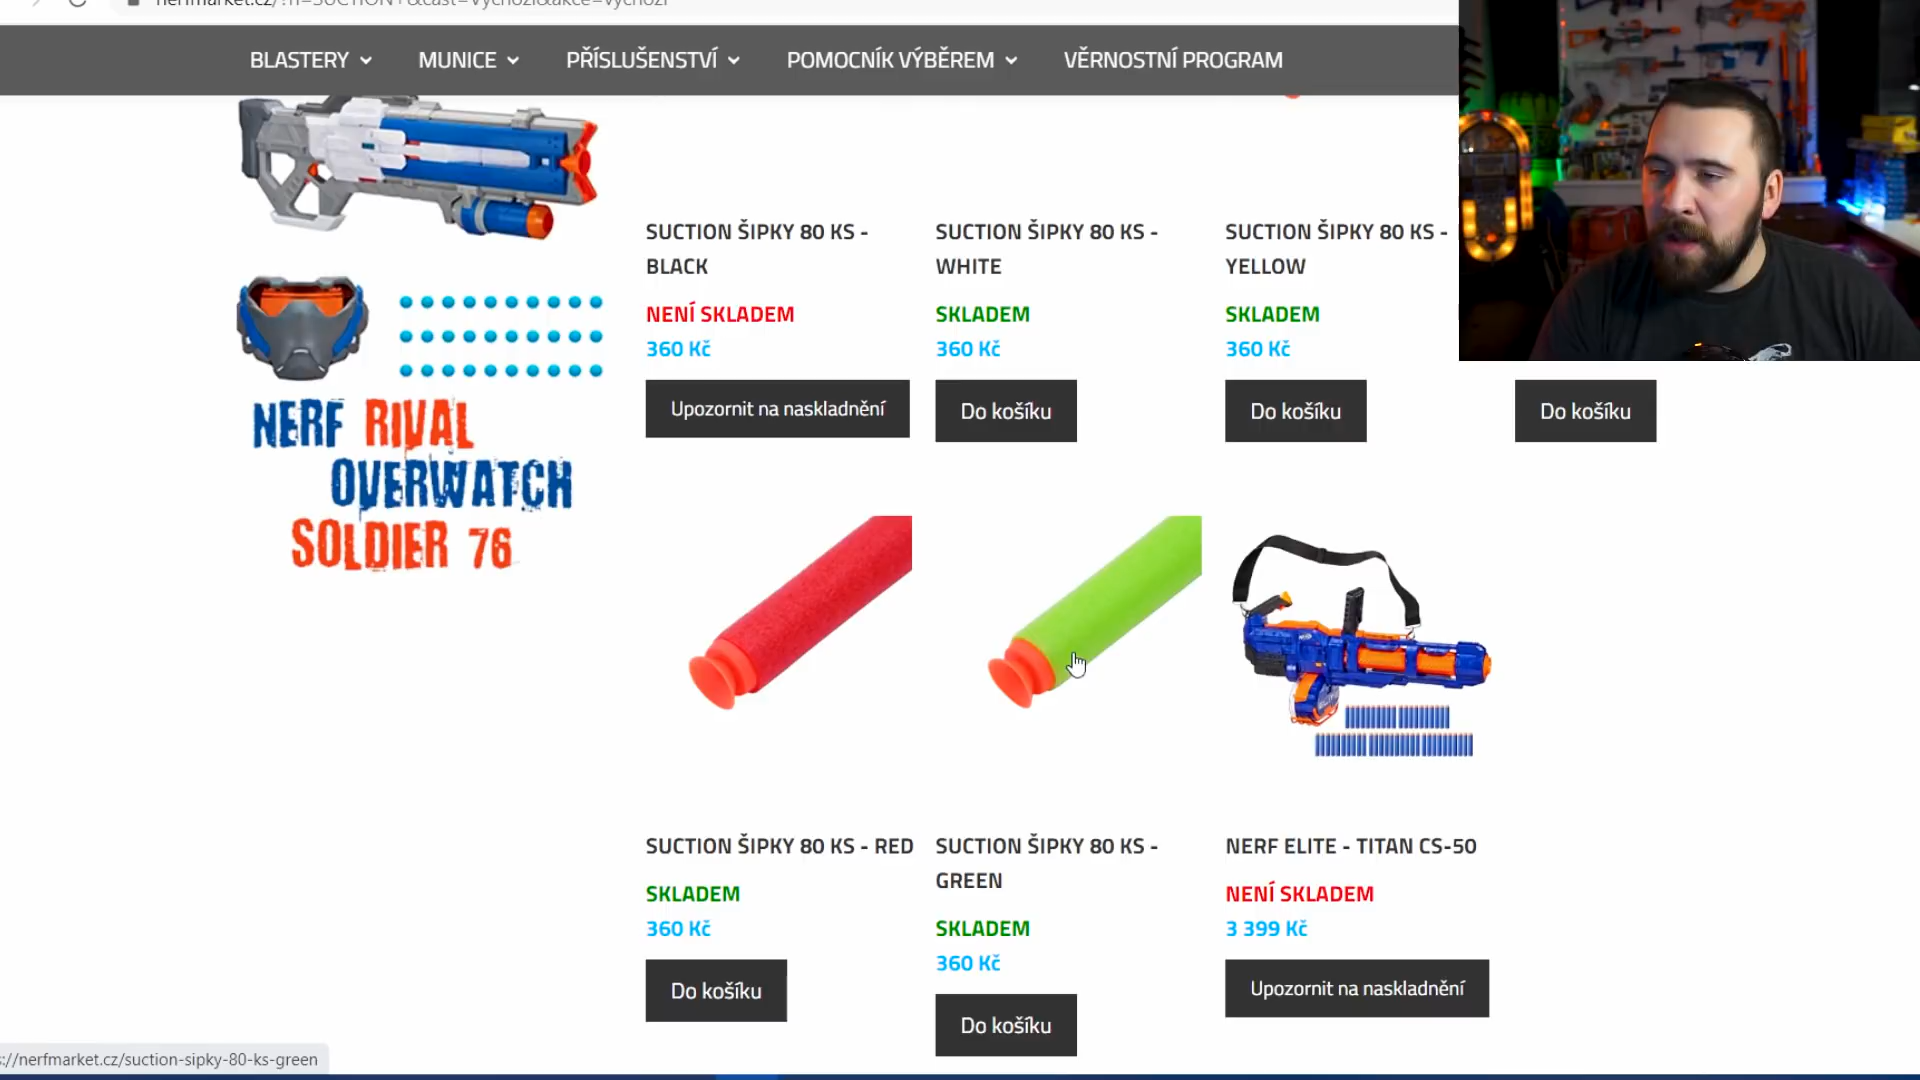 BLASTERY
MUNICE
PŘÍSLUŠENSTVÍ
POMOCNÍK VÝBĚREM
VĚRNOSTNÍ PROGRAM
NERF RIVAL
OVERWATCH
SOLDIER 76
SUCTION ŠIPKY 80 KS -
BLACK
NENÍ SKLADEM
360 Kč
Upozornit na naskladnění
SUCTION ŠIPKY 80 KS -
WHITE
SKLADEM
360 Kč
Do košíku
SUCTION ŠIPKY 80 KS -
YELLOW
SKLADEM
360 Kč
Do košíku
Do košíku
SUCTION ŠIPKY 80 KS - RED
SKLADEM
360 Kč
Do košíku
SUCTION ŠIPKY 80 KS -
GREEN
SKLADEM
360 Kč
Do košíku
NERF ELITE - TITAN CS-50
NENÍ SKLADEM
3 399 Kč
Upozornit na naskladnění
://nerfmarket.cz/suction-sipky-80-ks-green